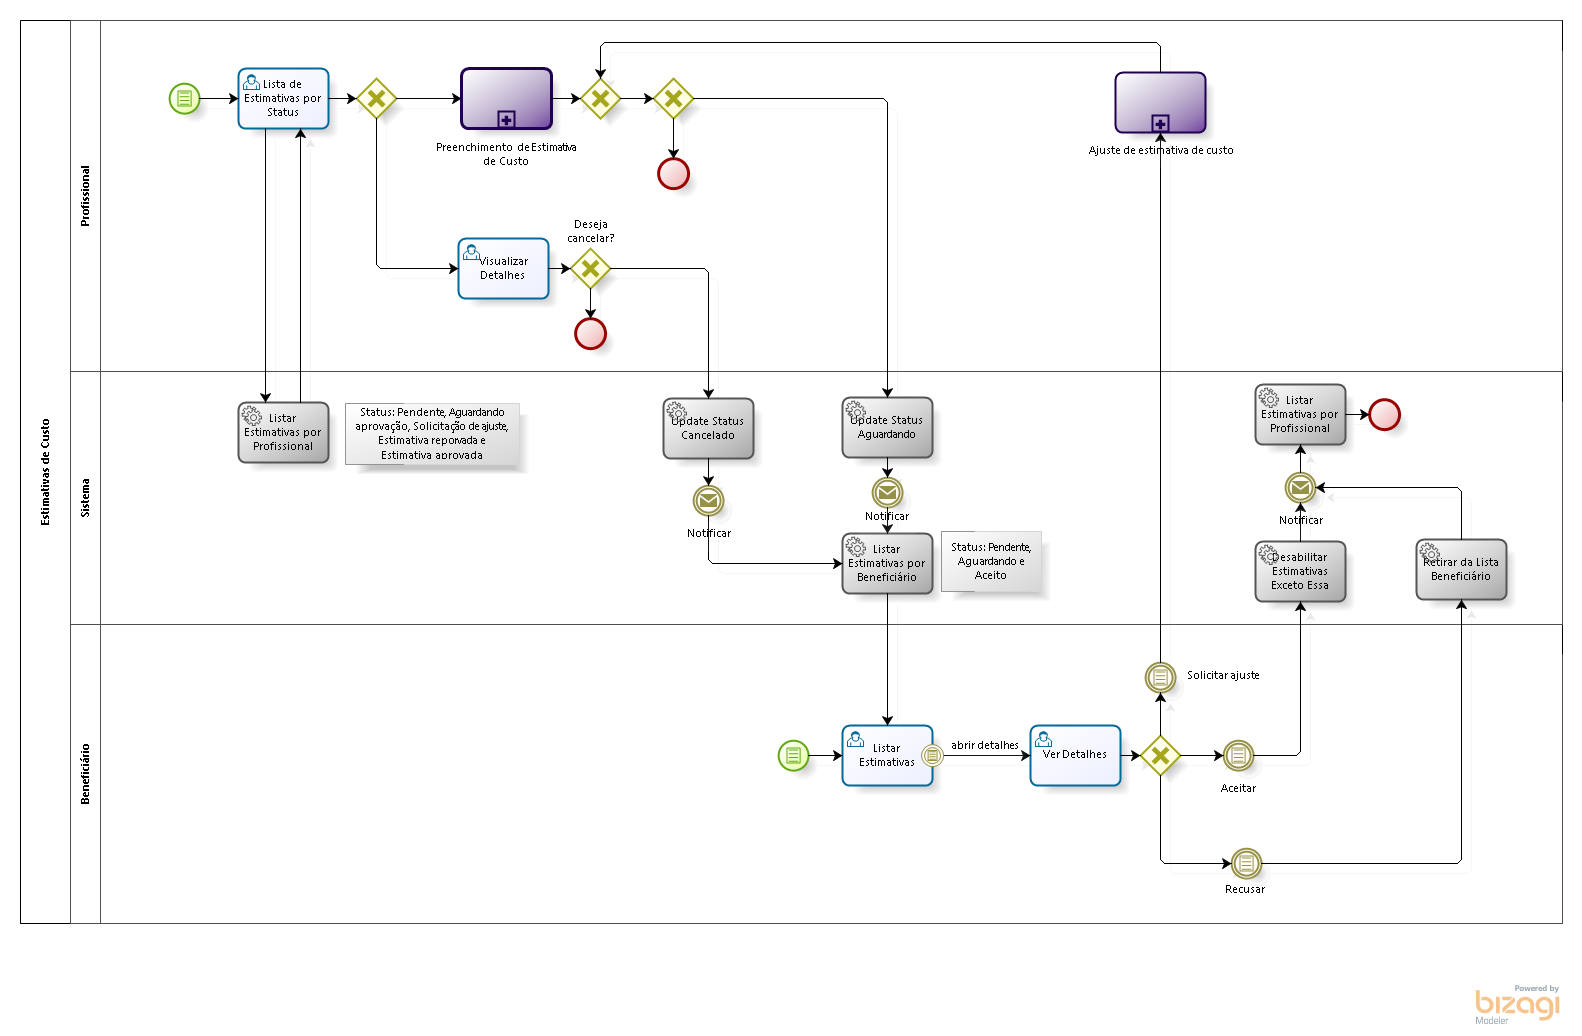 Estimativas de Custo
Profissional
Lista de
Estimativas por
Status
Preenchimento de Estimativa
de Custo
Ajuste de estimativa de custo
Visualizar
Detalhes
Deseja
cancelar?
Sistema
Listar
Estimativas por
Profissional
Status: Pendente, Aguardando
aprovação, Solicitação de ajuste,
Estimativa reporvada e
Estimativa aprovada
Update Status
Cancelado
Notificar
Update Status
Aguardando
Notificar
Listar
Estimativas por
Beneficiário
Status: Pendente,
Aguardando e
Aceito
Listar
Estimativas por
Profissional
Notificar
Desabilitar
Estimativas
Exceto Essa
Retirar da Lista
Beneficiário
Beneficiário
Listar
Estimativas
abrir detalhes
Ver Detalhes
Solicitar ajuste
Aceitar
Recusar
Powered by
bizagi
Modeler